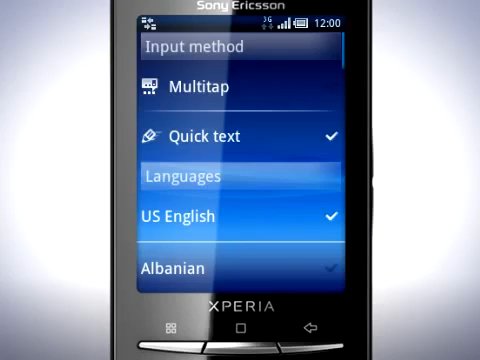 Sony Ericsson
3G 12:00
Input method
Multitap
Quick text
Languages
US English
Albanian
XPERIA